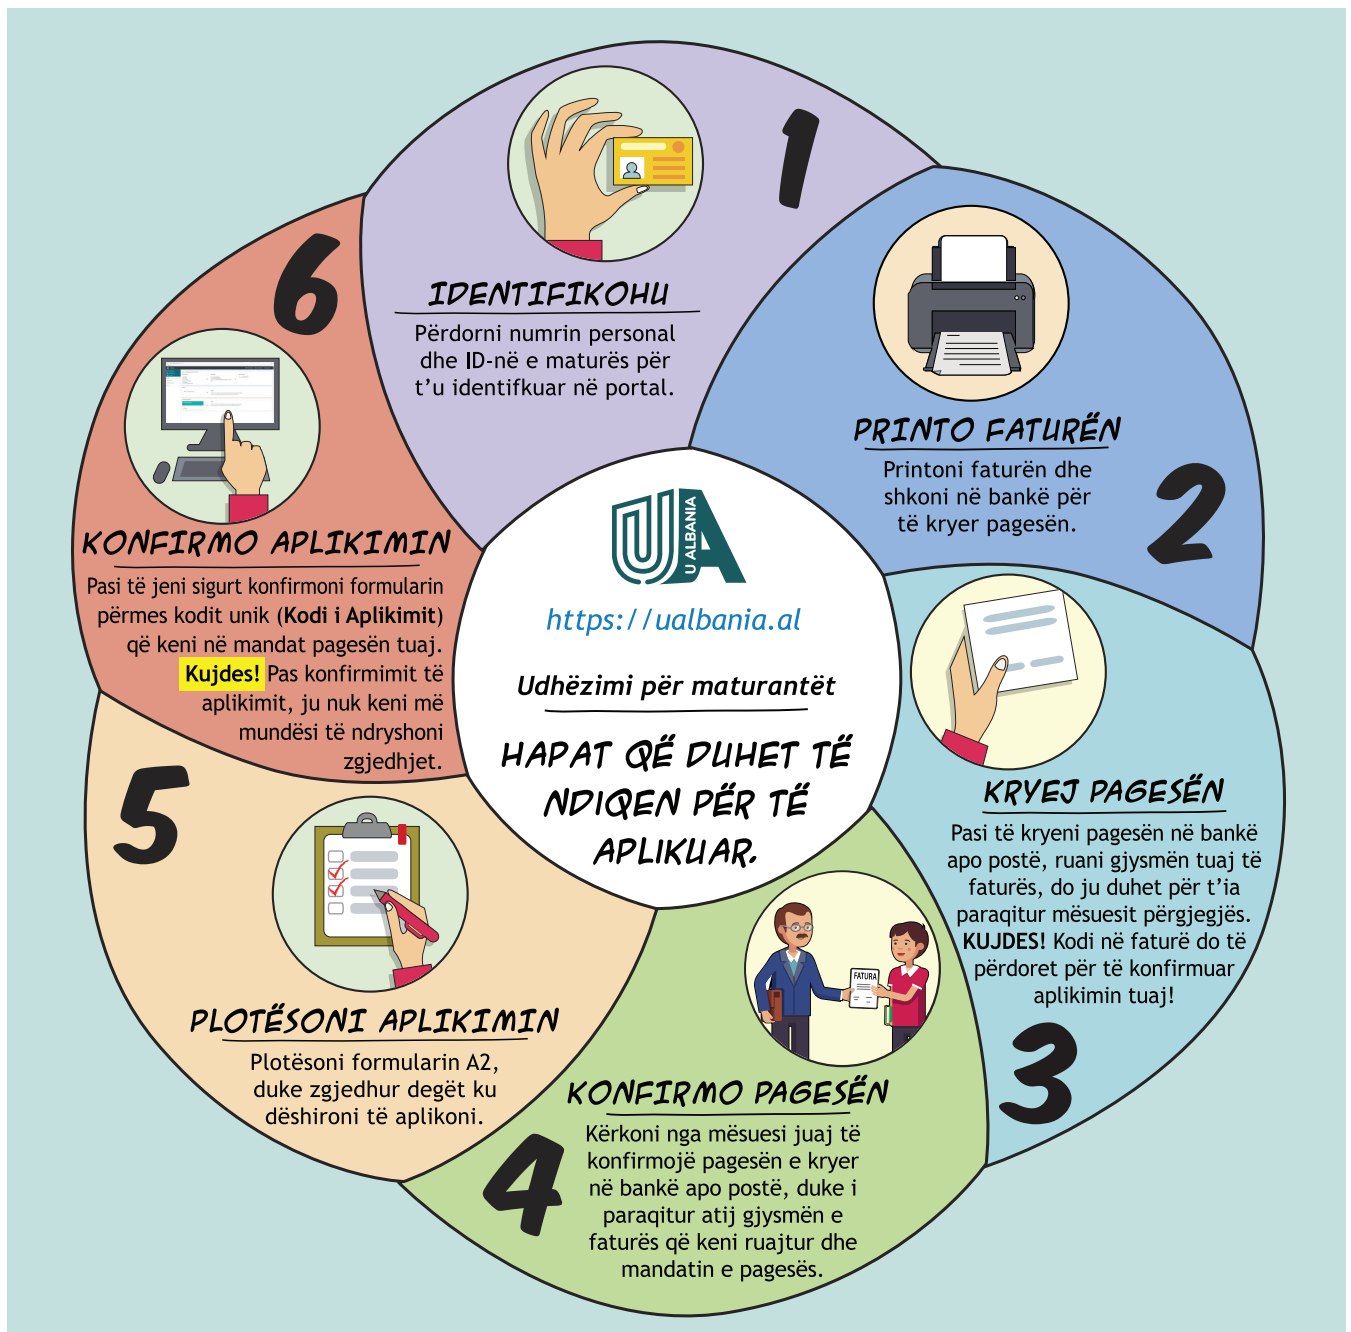 1
IDENTIFIKOHU
Përdorni numrin personal
dhe ID-në e maturës për
t'u identifkuar në portal.
2
PRINTO FATURËN
Printoni faturën dhe
shkoni në bankë për
të kryer pagesën.
3
KRYEJ PAGESËN
Pasi të kryeni pagesën në bankë
apo postë, ruani gjysmën tuaj të
faturës, do ju duhet për t'ia
paraqitur mësuesit përgjegjës.
KUJDES! Kodi në faturë do të
përdoret për të konfirmuar
aplikimin tuaj!
4
FATURA
KONFIRMO PAGESËN
Kërkoni nga mësuesi juaj të
konfirmojë pagesën e kryer
në bankë apo postë, duke i
paraqitur atij gjysmën e
faturës që keni ruajtur dhe
mandatin e pagesës.
5
PLOTËSONI APLIKIMIN
Plotësoni formularin A2,
duke zgjedhur degët ku
dëshironi të aplikoni.
6
KONFIRMO APLIKIMIN
Pasi të jeni sigurt konfirmoni formularin
përmes kodit unik (Kodi i Aplikimit)
që keni në mandat pagesën tuaj.
Kujdes! Pas konfirmimit të
aplikimit, ju nuk keni më
mundësi të ndryshoni
zgjedhjet.
UA
U ALBANIA
https://ualbania.al
Udhëzimi për maturantët
HAPAT QË DUHET TË
NDIQEN PËR TË
APLIKUAR.